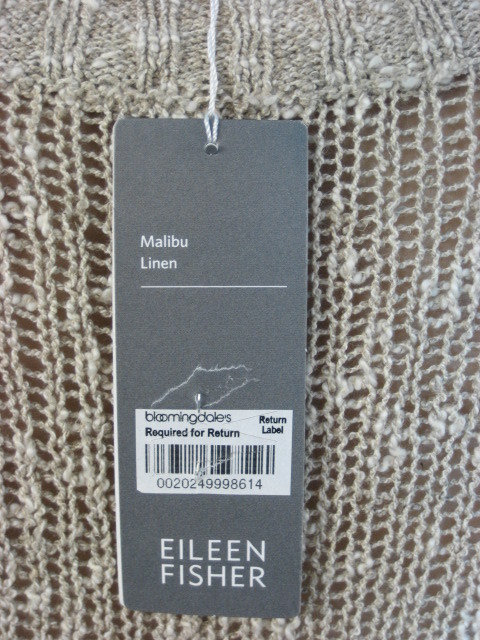 Malibu
Linen
bloomingdale's
Return
Label
Required for Return
0020249998614
EILEEN
FISHER